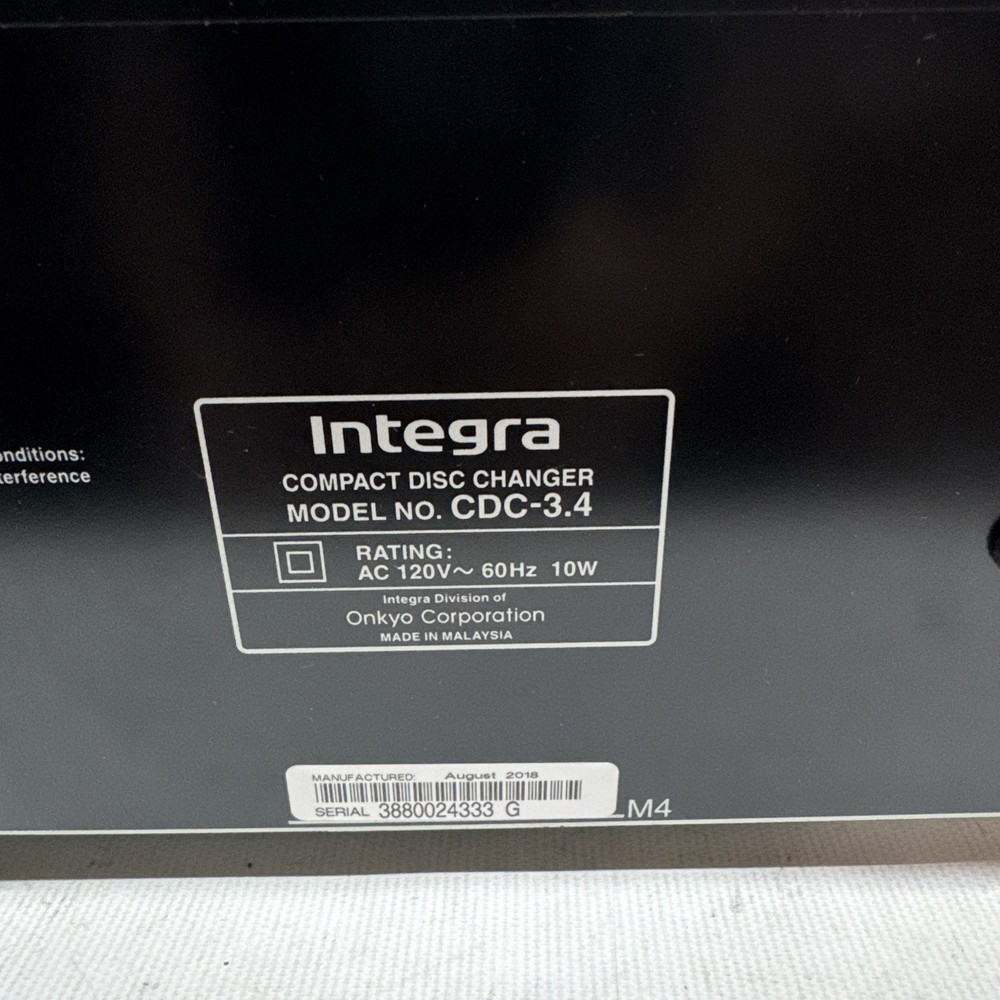 onditions:
terference
Integra
COMPACT DISC CHANGER
MODEL NO. CDC-3.4
RATING:
AC 120V~ 60Hz 10W
Integra Division of
Onkyo Corporation
MADE IN MALAYSIA
MANUFACTURED: August 2018
SERIAL 3880024333 G
M4